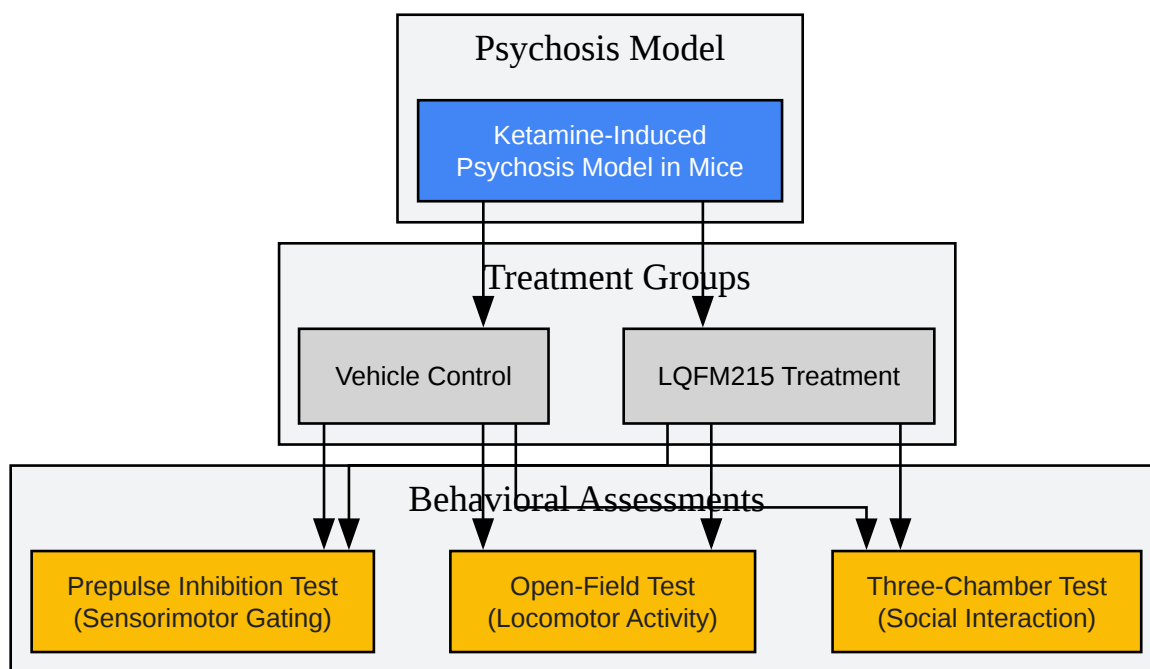 Psychosis Model
Ketamine-Induced
Psychosis Model in Mice
Treatment Groups
Vehicle Control
LQFM215 Treatment
Behavioral Assessments
Prepulse Inhibition Test
(Sensorimotor Gating)
Open-Field Test
(Locomotor Activity)
Three-Chamber Test
(Social Interaction)